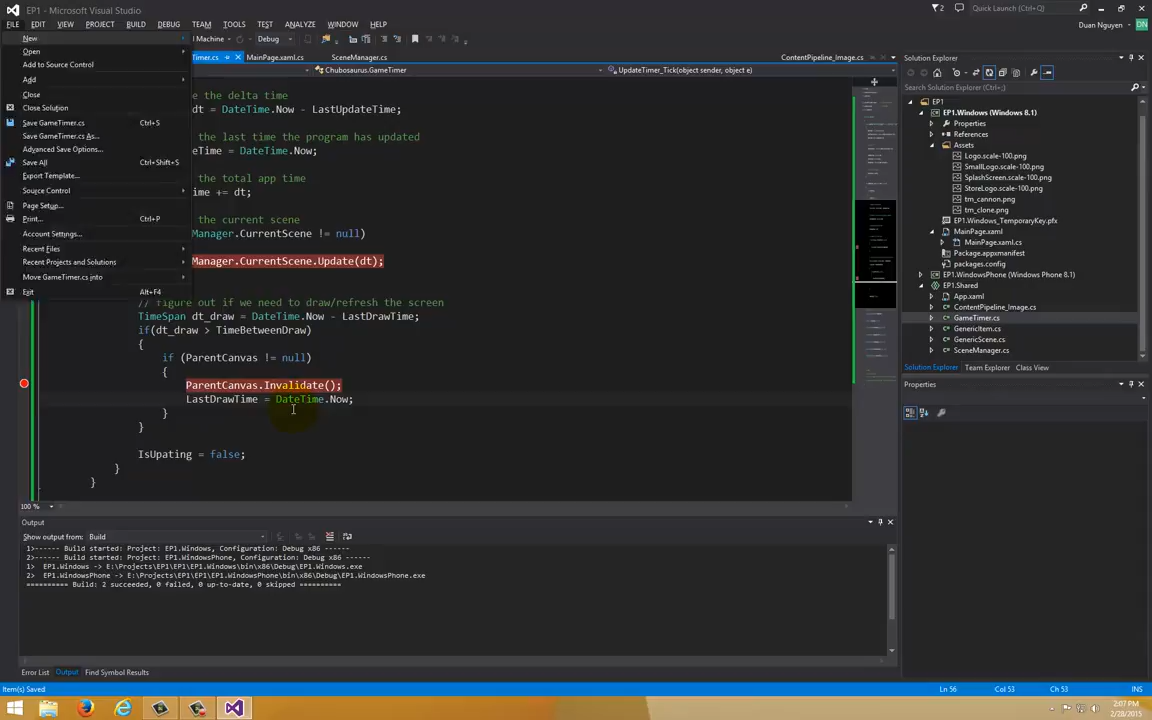 EP1 - Microsoft Visual Studio
2
Quick Launch (Ctrl+;)
FILE EDIT VIEW PROJECT BUILD DEBUG TEAM TOOLS TEST ANALYZE WINDOW HELP
Duan Nguyen DN
Machine Debug
New
Open
Add to Source Control
Add
Close
Close Solution
Save GameTimer.cs Ctrl+S
Save GameTimer.cs As...
Advanced Save Options...
Save All Ctrl+Shift+S
Export Template...
Source Control
Page Setup...
Print... Ctrl+P
Account Settings...
Recent Files
Recent Projects and Solutions
Move GameTimer.cs into
Exit Alt+F4
Timer.cs MainPage.xaml.cs SceneManager.cs ContentPipeline_Image.cs
Chubosaurus.GameTimer UpdateTimer_Tick(object sender, object e)
e the delta time
dt = DateTime.Now - LastUpdateTime;
the last time the program has updated
eTime = DateTime.Now;
the total app time
ime += dt;
the current scene
Manager.CurrentScene != null)
Manager.CurrentScene.Update(dt);
// figure out if we need to draw/refresh the screen
TimeSpan dt_draw = DateTime.Now - LastDrawTime;
if(dt_draw > TimeBetweenDraw)
{
if (ParentCanvas != null)
{
ParentCanvas.Invalidate();
LastDrawTime = DateTime.Now;
}
}
IsUpating = false;
}
}
100 %
Output
Show output from: Build
1>------ Build started: Project: EP1.Windows, Configuration: Debug x86 ------
2>------ Build started: Project: EP1.WindowsPhone, Configuration: Debug x86 ------
1> EP1.Windows -> E:\Projects\EP1\EP1\EP1.Windows\bin\x86\Debug\EP1.Windows.exe
2> EP1.WindowsPhone -> E:\Projects\EP1\EP1\EP1.WindowsPhone\bin\x86\Debug\EP1.WindowsPhone.exe
========== Build: 2 succeeded, 0 failed, 0 up-to-date, 0 skipped ==========
Error List Output Find Symbol Results
Solution Explorer
Search Solution Explorer (Ctrl+;)
EP1
EP1.Windows (Windows 8.1)
Properties
References
Assets
Logo.scale-100.png
SmallLogo.scale-100.png
SplashScreen.scale-100.png
StoreLogo.scale-100.png
tm_cannon.png
tm_clone.png
EP1.Windows_TemporaryKey.pfx
MainPage.xaml
MainPage.xaml.cs
Package.appxmanifest
packages.config
EP1.WindowsPhone (Windows Phone 8.1)
EP1.Shared
App.xaml
ContentPipeline_Image.cs
GameTimer.cs
GenericItem.cs
GenericScene.cs
SceneManager.cs
Solution Explorer Team Explorer Class View
Properties
Item(s) Saved Ln 56 Col 53 Ch 53 INS
2:07 PM
2/28/2015